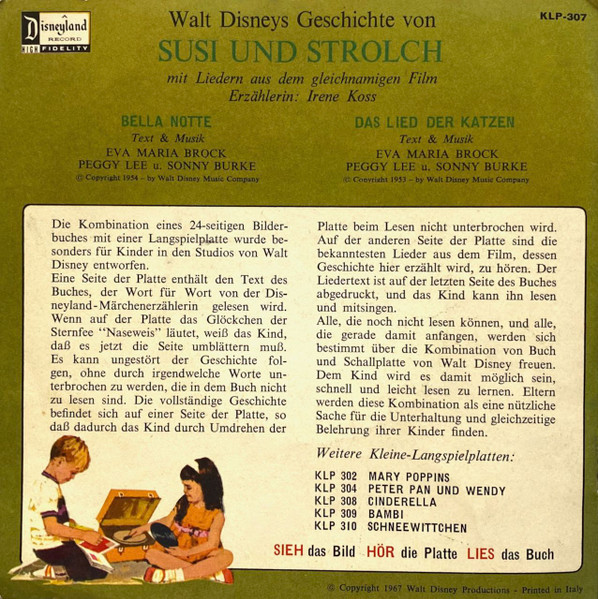 Disneyland
RECORD
HIGH FIDELITY
Walt Disneys Geschichte von
KLP-307
SUSI UND STROLCH
mit Liedern aus dem gleichnamigen Film
Erzählerin: Irene Koss
BELLA NOTTE
Text & Musik
EVA MARIA BROCK
PEGGY LEE u. SONNY BURKE
© Copyright 1954 – by Walt Disney Music Company
DAS LIED DER KATZEN
Text & Musik
EVA MARIA BROCK
PEGGY LEE u. SONNY BURKE
© Copyright 1953 – by Walt Disney Music Company
Die Kombination eines 24-seitigen Bilder-
buches mit einer Langspielplatte wurde be-
sonders für Kinder in den Studios von Walt
Disney entworfen.
Eine Seite der Platte enthält den Text des
Buches, der Wort für Wort von der Dis-
neyland-Märchenerzählerin gelesen wird.
Wenn auf der Platte das Glöckchen der
Sternfee "Naseweis" läutet, weiß das Kind,
daß es jetzt die Seite umblättern muß.
Es kann ungestört der Geschichte fol-
gen, ohne durch irgendwelche Worte un-
terbrochen zu werden, die in dem Buch nicht
zu lesen sind. Die vollständige Geschichte
befindet sich auf einer Seite der Platte, so
daß dadurch das Kind durch Umdrehen der
Platte beim Lesen nicht unterbrochen wird.
Auf der anderen Seite der Platte sind die
bekanntesten Lieder aus dem Film, dessen
Geschichte hier erzählt wird, zu hören. Der
Liedertext ist auf der letzten Seite des Buches
abgedruckt, und das Kind kann ihn lesen
und mitsingen.
Alle, die noch nicht lesen können, und alle,
die gerade damit anfangen, werden sich
bestimmt über die Kombination von Buch
und Schallplatte von Walt Disney freuen.
Dem Kind wird es damit möglich sein,
schnell und leicht lesen zu lernen. Eltern
werden diese Kombination als eine nützliche
Sache für die Unterhaltung und gleichzeitige
Belehrung ihrer Kinder finden.
Weitere Kleine-Langspielplatten:
KLP 302 MARY POPPINS
KLP 304 PETER PAN UND WENDY
KLP 308 CINDERELLA
KLP 309 BAMBI
KLP 310 SCHNEEWITTCHEN
SIEH das Bild HÖR die Platte LIES das Buch
© Copyright 1967 Walt Disney Productions - Printed in Italy